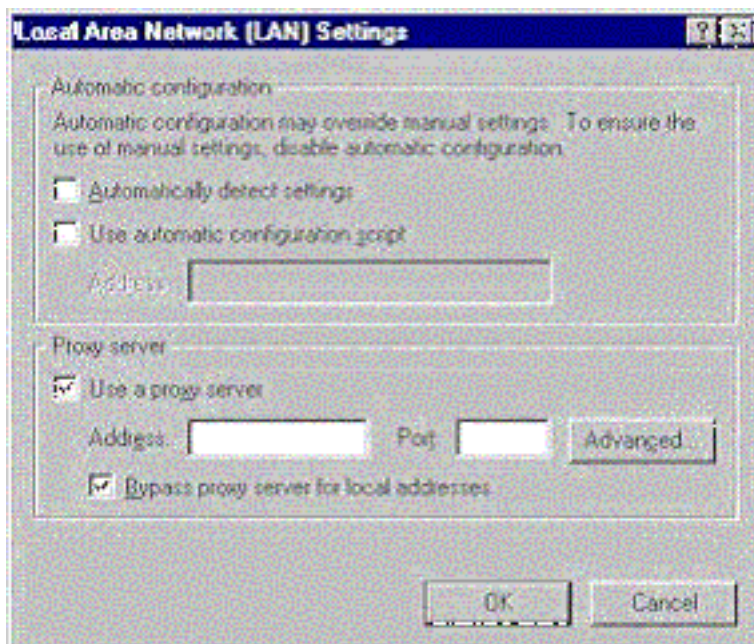 Local Area Network (LAN) Settings
Automatic configuration
Automatic configuration may override manual settings. To ensure the
use of manual settings, disable automatic configuration.
Automatically detect settings
Use automatic configuration script
Address
Proxy server
Use a proxy server
Address: Port: Advanced...
Bypass proxy server for local addresses
OK Cancel